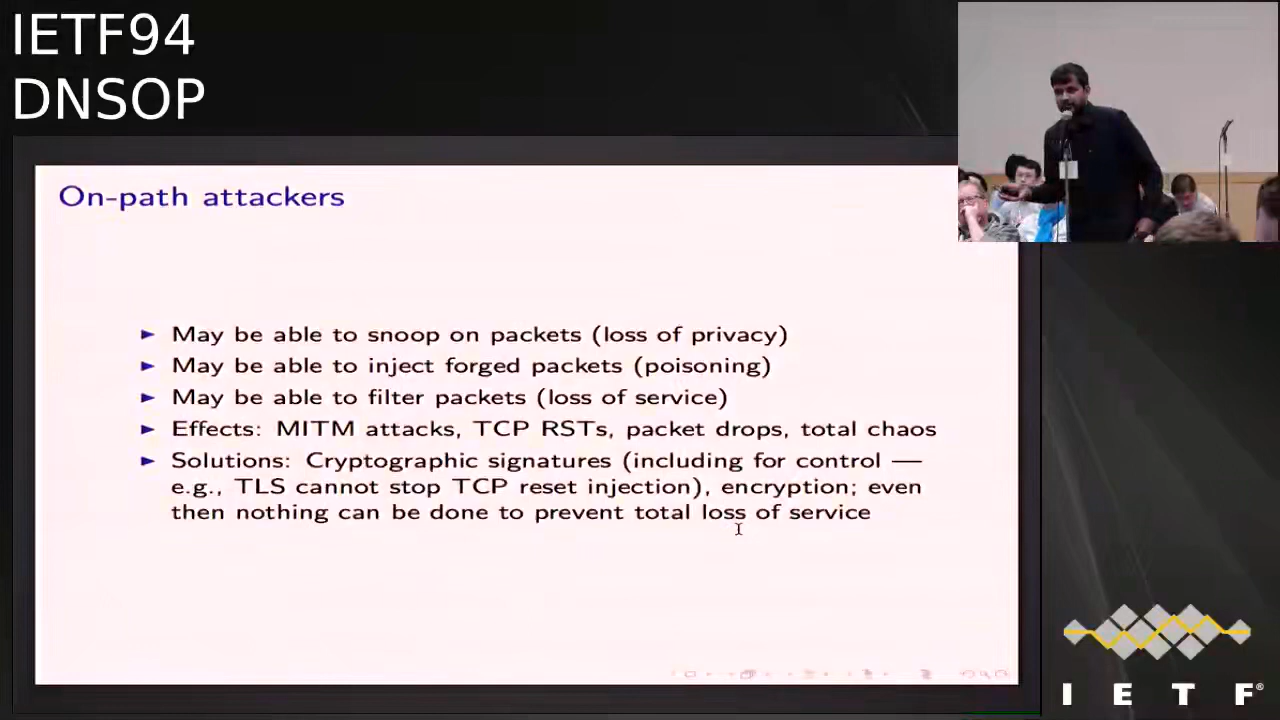 IETF94
DNSOP
On-path attackers
► May be able to snoop on packets (loss of privacy)
► May be able to inject forged packets (poisoning)
► May be able to filter packets (loss of service)
► Effects: MITM attacks, TCP RSTs, packet drops, total chaos
► Solutions: Cryptographic signatures (including for control —
e.g., TLS cannot stop TCP reset injection), encryption; even
then nothing can be done to prevent total loss of service
I E T F®